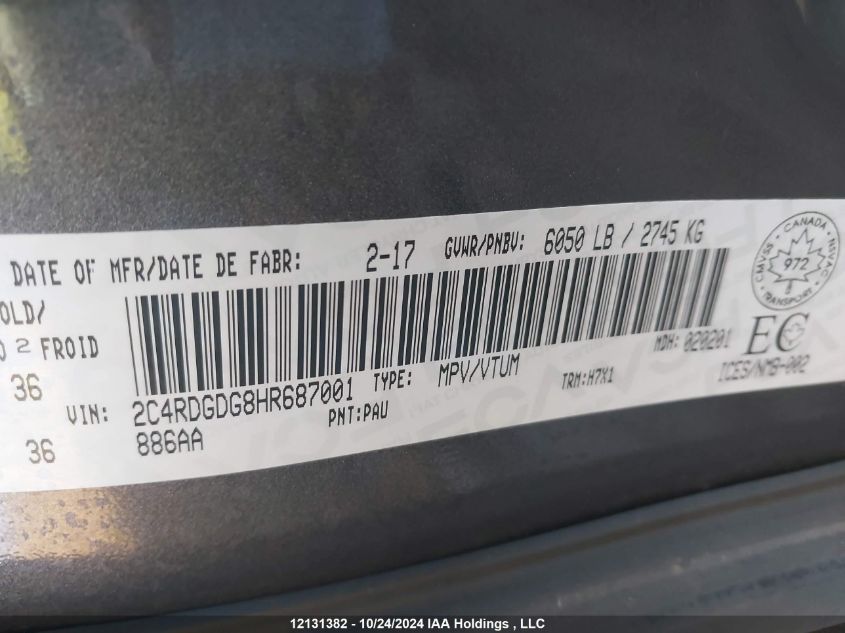 DATE OF MFR/DATE DE FABR: 2-17 GVWR/PNBV: 6050 LB / 2745 KG
OLD/
2 FROID
36
36
VIN: 2C4RDGDG8HR687001 TYPE: MPV/VTUM
MDH: 020201
PNT:PAU TRM:H7X1
886AA
CANADA
CMVSS NVAC
972
TRANSPORT
EC
ICES/NMB-002
12131382 - 10/24/2024 IAA Holdings , LLC